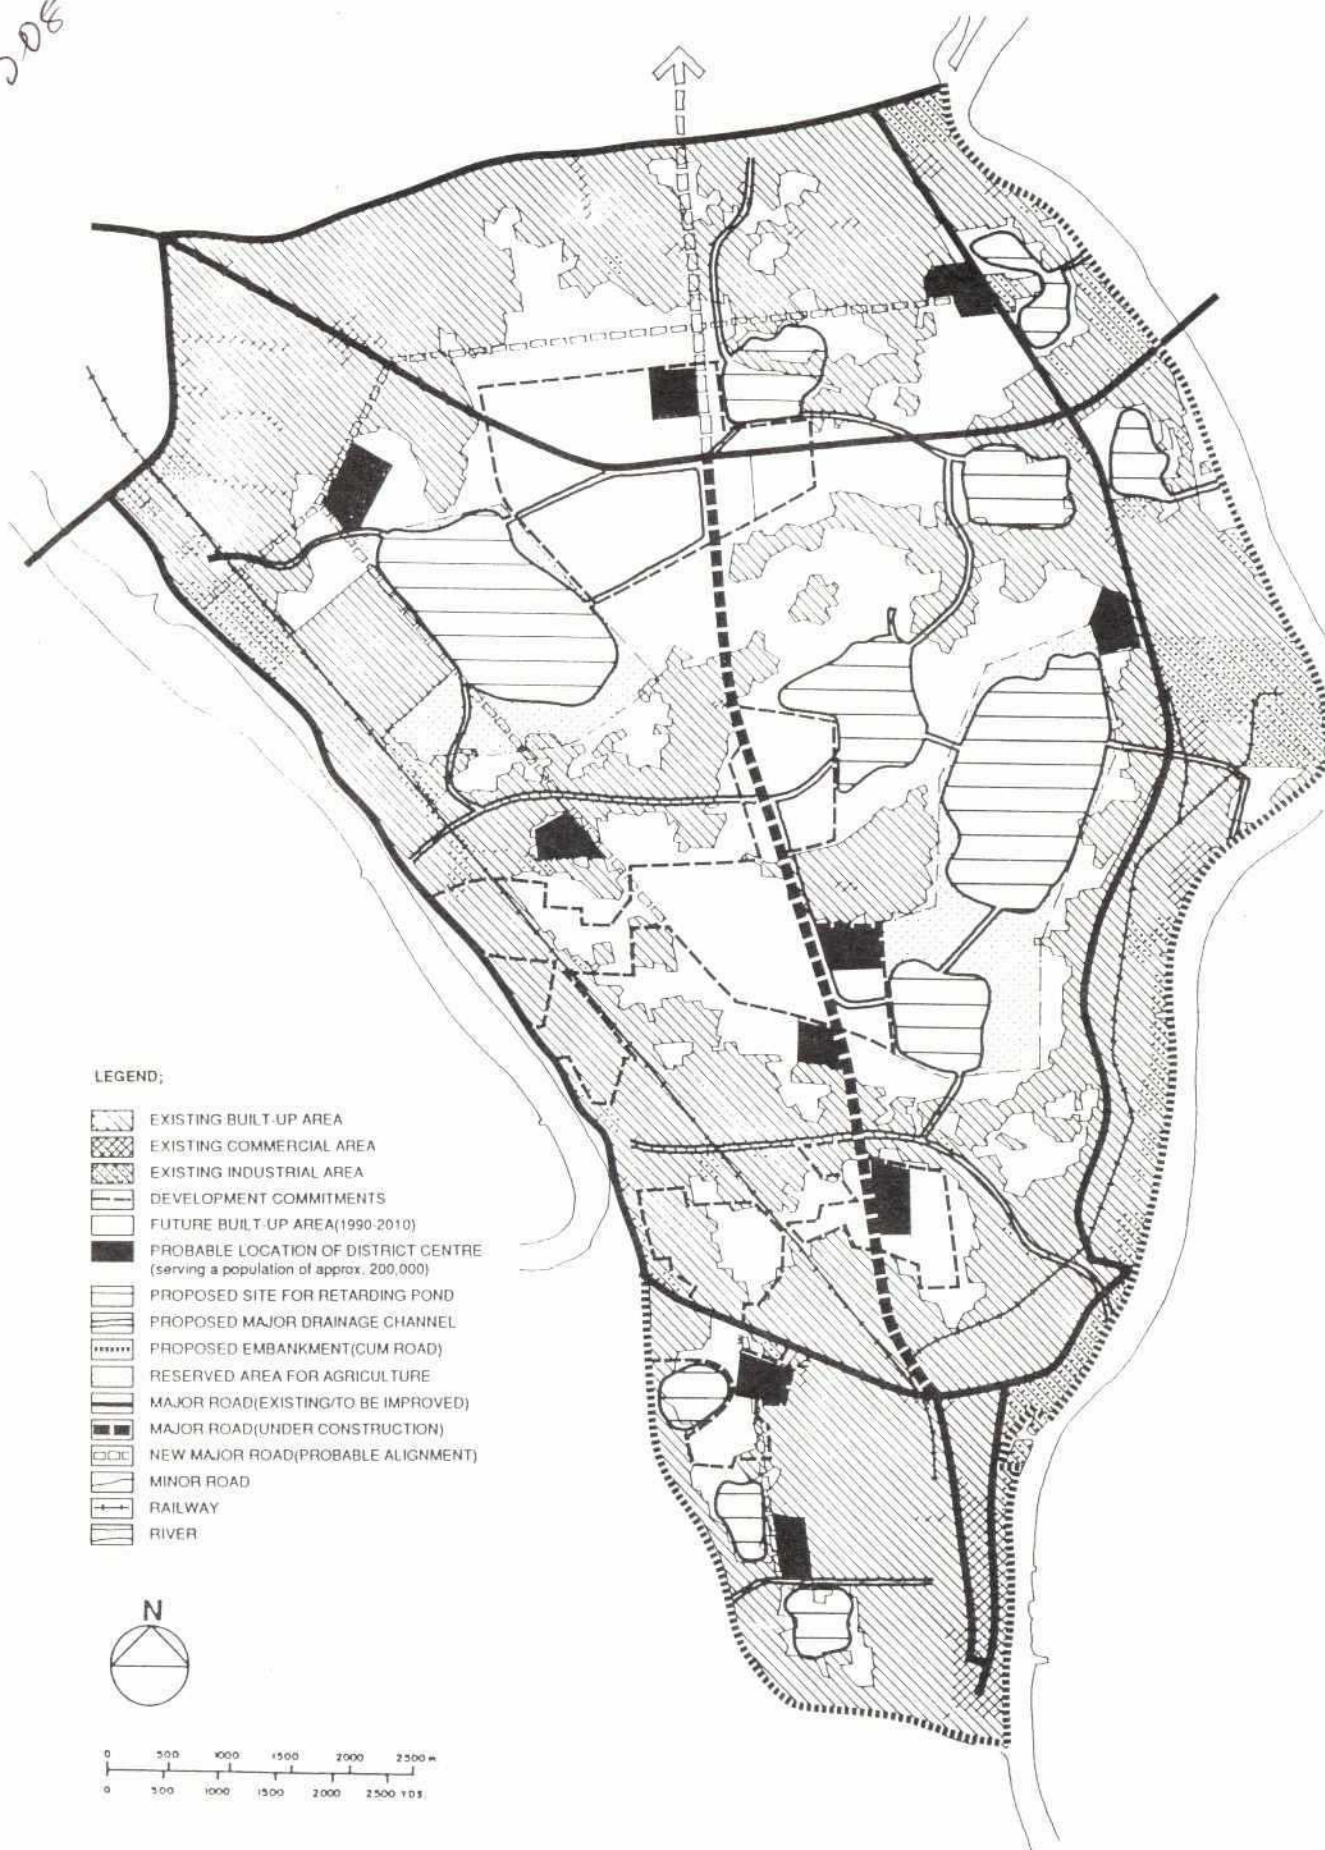 LEGEND;
EXISTING BUILT-UP AREA
EXISTING COMMERCIAL AREA
EXISTING INDUSTRIAL AREA
DEVELOPMENT COMMITMENTS
FUTURE BUILT-UP AREA(1990-2010)
PROBABLE LOCATION OF DISTRICT CENTRE
(serving a population of approx. 200,000)
PROPOSED SITE FOR RETARDING POND
PROPOSED MAJOR DRAINAGE CHANNEL
PROPOSED EMBANKMENT(CUM ROAD)
RESERVED AREA FOR AGRICULTURE
MAJOR ROAD(EXISTING/TO BE IMPROVED)
MAJOR ROAD(UNDER CONSTRUCTION)
NEW MAJOR ROAD(PROBABLE ALIGNMENT)
MINOR ROAD
RAILWAY
RIVER
N
0 500 1000 1500 2000 2500 m
0 500 1000 1500 2000 2500 YDS.